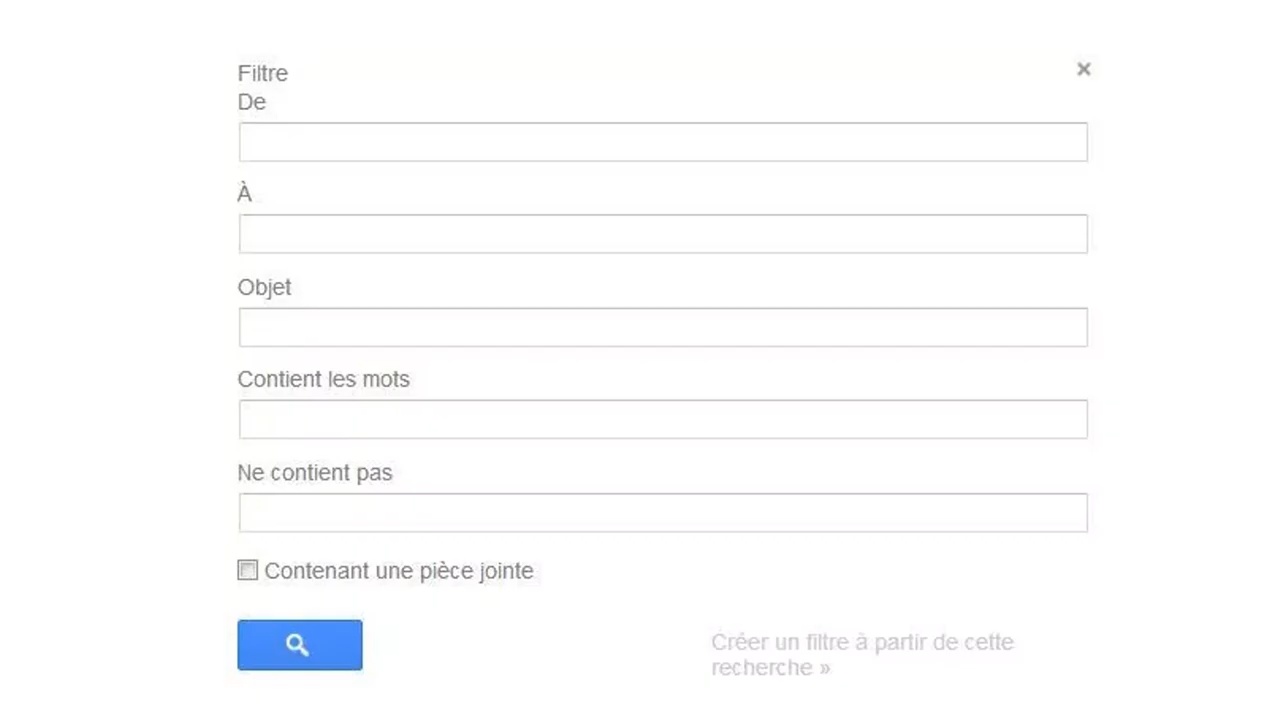 Filtre
De
À
Objet
Contient les mots
Ne contient pas
Contenant une pièce jointe
Créer un filtre à partir de cette
recherche »